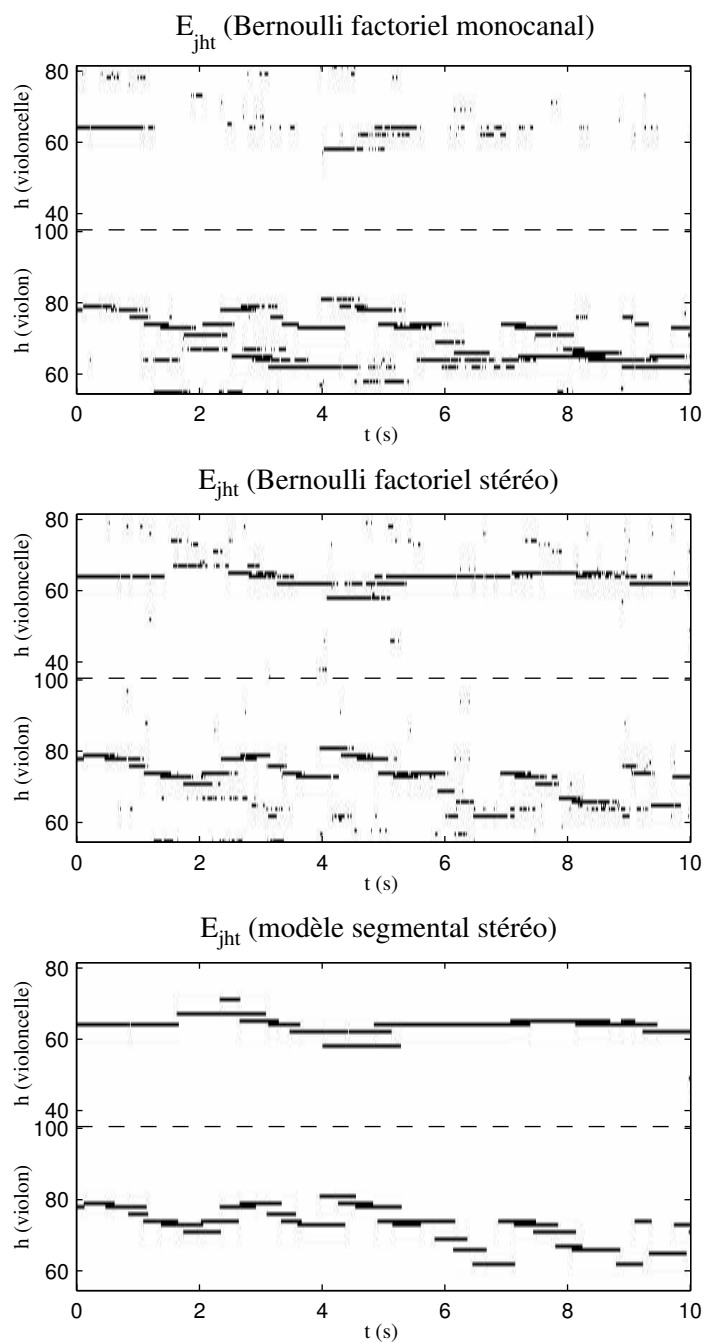 E_jht (Bernoulli factoriel monocanal)
80
60
40
h (violoncelle)
100
80
60
h (violon)
0 2 4 6 8 10
t (s)
E_jht (Bernoulli factoriel stéréo)
80
60
40
h (violoncelle)
100
80
60
h (violon)
0 2 4 6 8 10
t (s)
E_jht (modèle segmental stéréo)
80
60
40
h (violoncelle)
100
80
60
h (violon)
0 2 4 6 8 10
t (s)